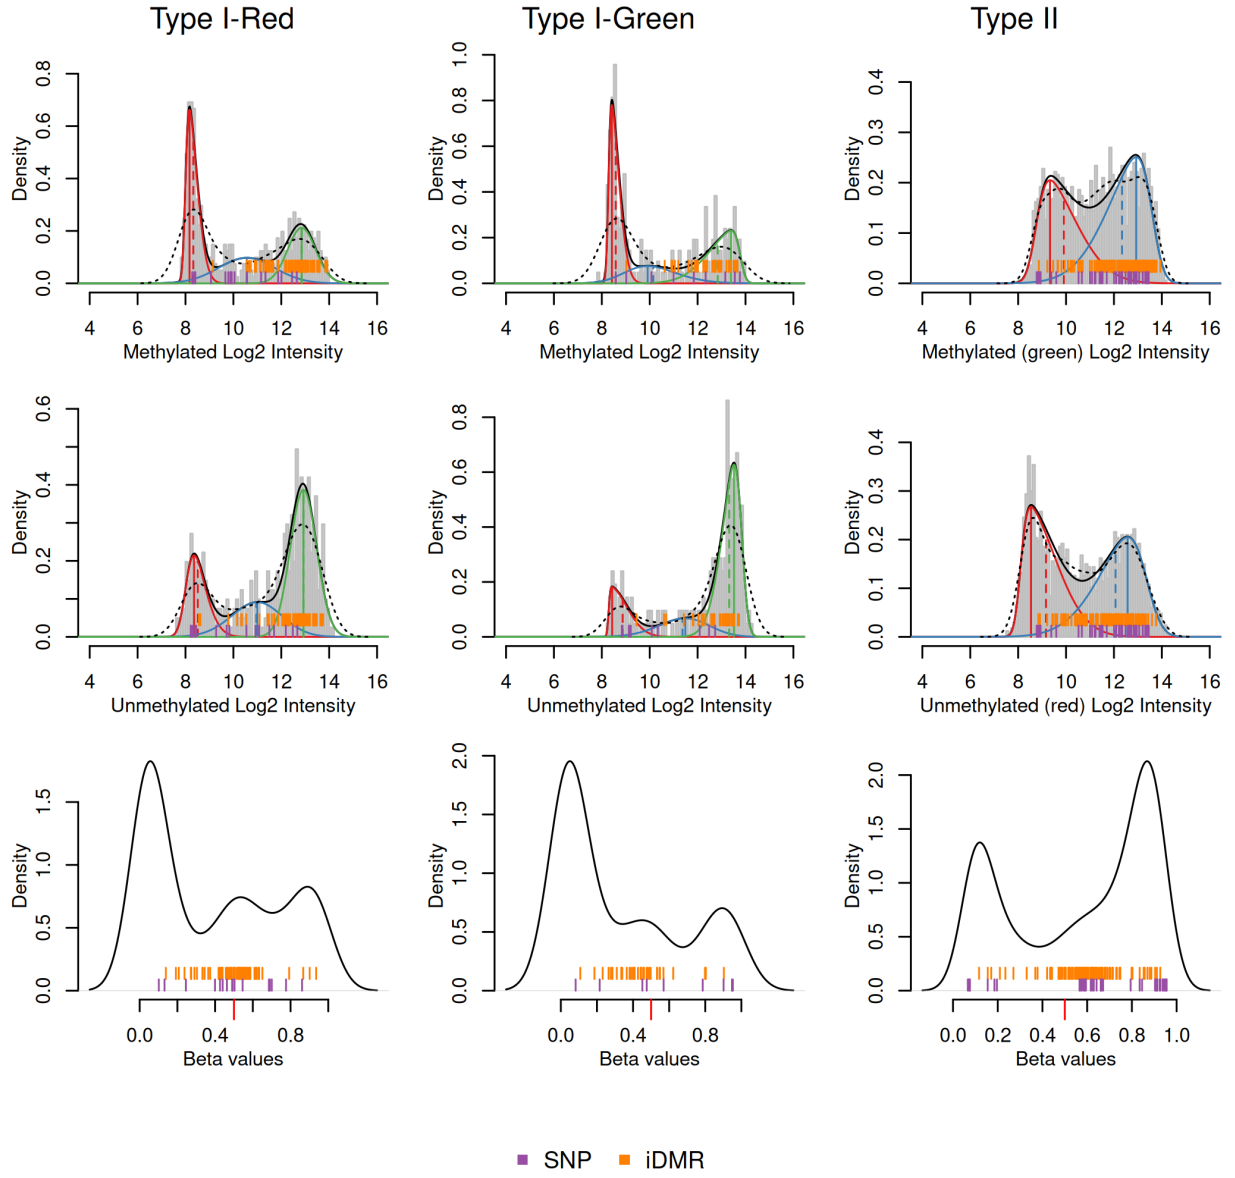 Type I-Red Type I-Green Type II
Density
0.0 0.2 0.4 0.6 0.8
4 6 8 10 12 14 16
Methylated Log2 Intensity
Density
0.0 0.2 0.4 0.6 0.8 1.0
4 6 8 10 12 14 16
Methylated Log2 Intensity
Density
0.0 0.1 0.2 0.3 0.4
4 6 8 10 12 14 16
Methylated (green) Log2 Intensity
Density
0.0 0.2 0.4 0.6
4 6 8 10 12 14 16
Unmethylated Log2 Intensity
Density
0.0 0.2 0.4 0.6 0.8
4 6 8 10 12 14 16
Unmethylated Log2 Intensity
Density
0.0 0.1 0.2 0.3 0.4
4 6 8 10 12 14 16
Unmethylated (red) Log2 Intensity
Density
0.0 0.5 1.0 1.5
0.0 0.4 0.8
Beta values
Density
0.0 0.5 1.0 1.5 2.0
0.0 0.4 0.8
Beta values
Density
0.0 0.5 1.0 1.5 2.0
0.0 0.2 0.4 0.6 0.8 1.0
Beta values
SNP iDMR